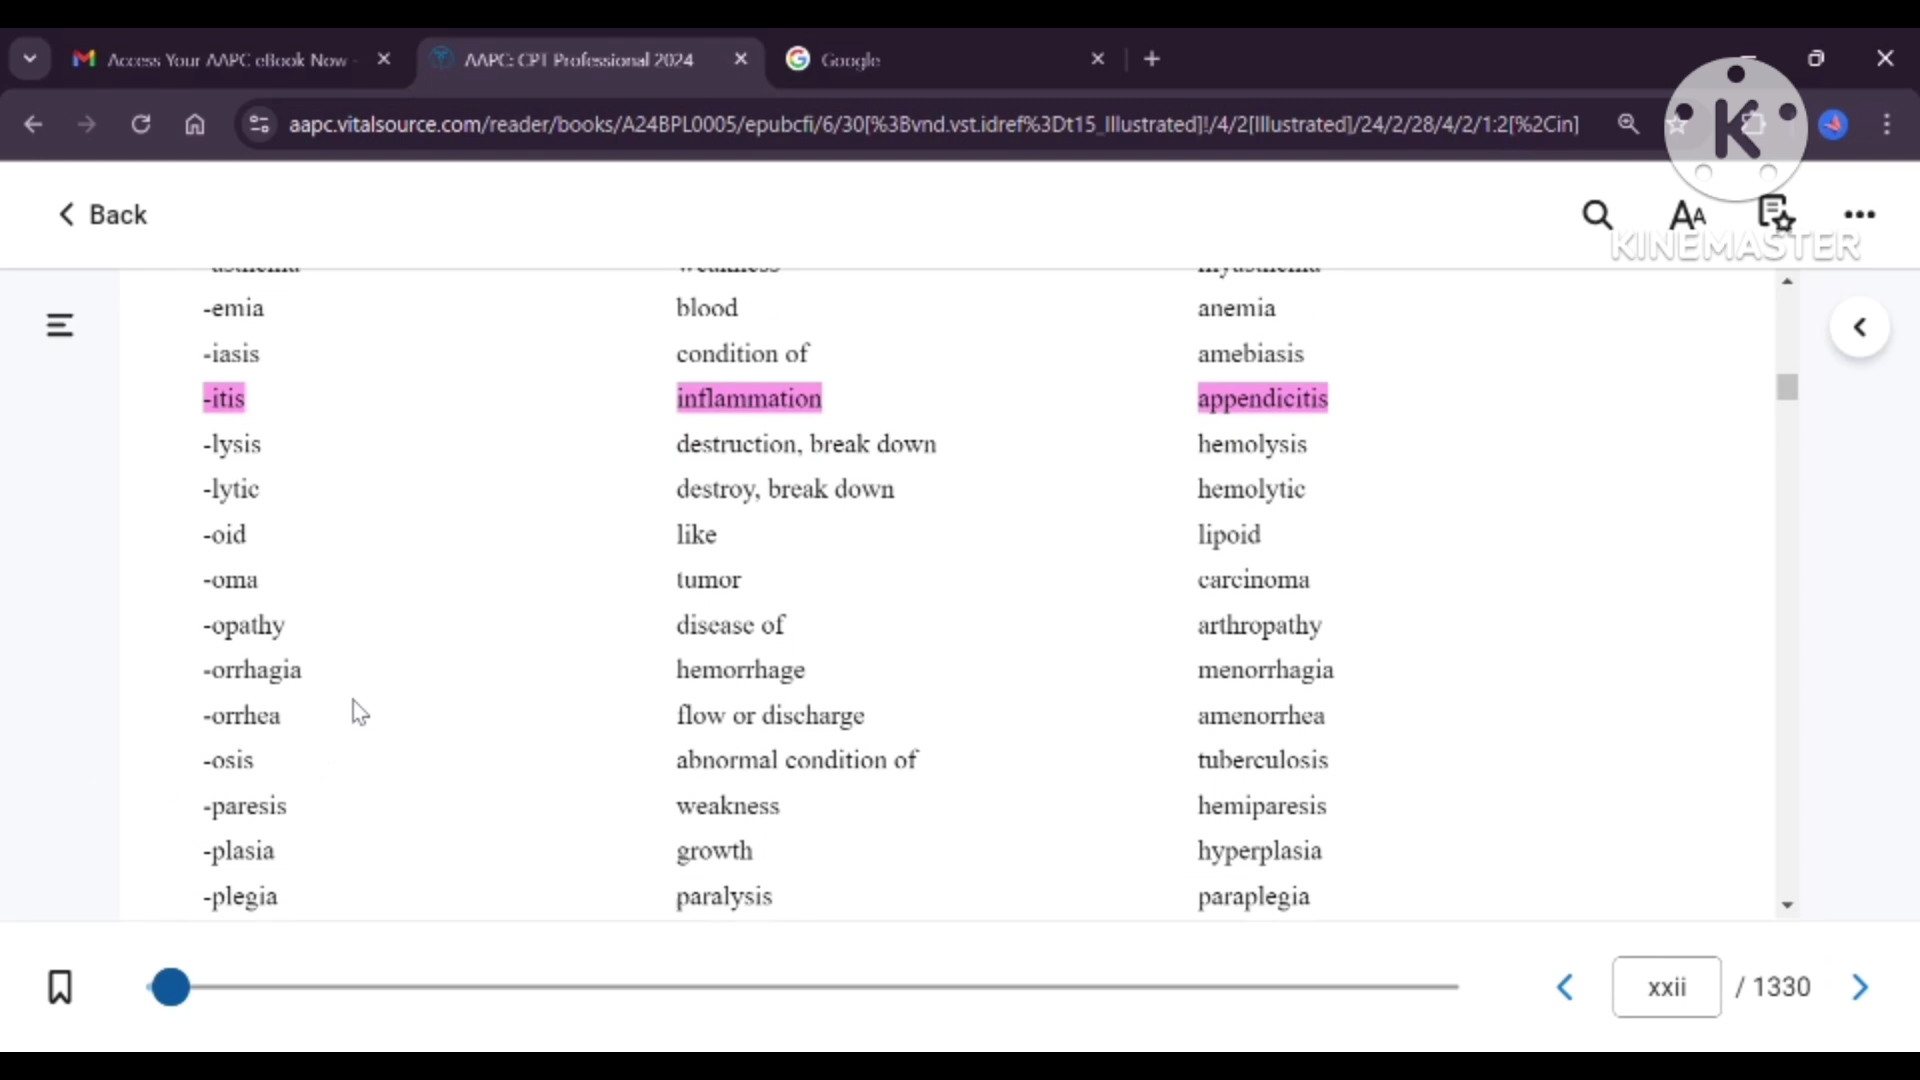 Access Your AAPC eBook Now -
AAPC: CPT Professional 2024
Google
aapc.vitalsource.com/reader/books/A24BPL0005/epubcfi/6/30[%3Bvnd.vst.idref%3Dt15_Illustrated]!/4/2[Illustrated]/24/2/28/4/2/1:2[%2Cin]
K
KINEMASTER
Back
AA
-asthenia weakness myasthenia
-emia blood anemia
-iasis condition of amebiasis
-itis inflammation appendicitis
-lysis destruction, break down hemolysis
-lytic destroy, break down hemolytic
-oid like lipoid
-oma tumor carcinoma
-opathy disease of arthropathy
-orrhagia hemorrhage menorrhagia
-orrhea flow or discharge amenorrhea
-osis abnormal condition of tuberculosis
-paresis weakness hemiparesis
-plasia growth hyperplasia
-plegia paralysis paraplegia
xxii / 1330